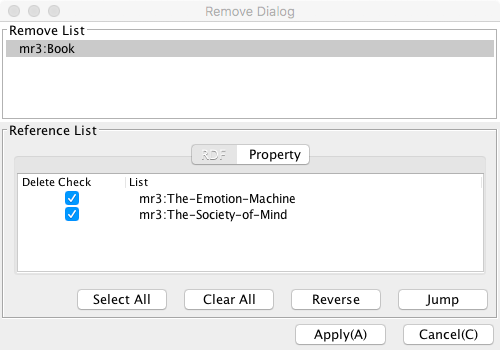 Remove Dialog
Remove List
mr3:Book
Reference List
RDF Property
Delete Check List
mr3:The-Emotion-Machine
mr3:The-Society-of-Mind
Select All Clear All Reverse Jump
Apply(A) Cancel(C)